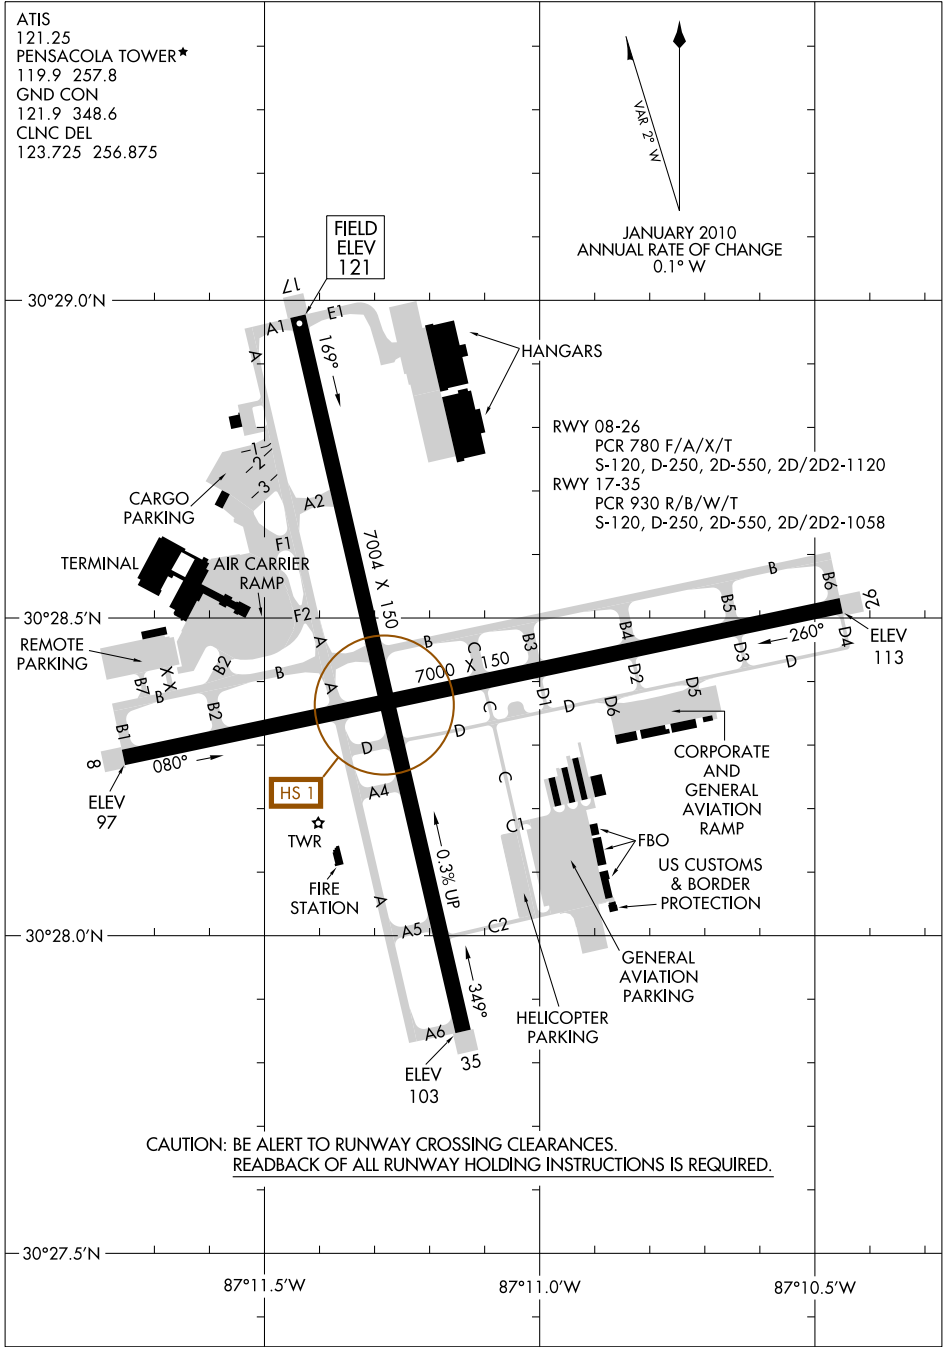 ATIS
121.25
PENSACOLA TOWER★
119.9 257.8
GND CON
121.9 348.6
CLNC DEL
123.725 256.875
VAR 2° W
JANUARY 2010
ANNUAL RATE OF CHANGE
0.1° W
FIELD
ELEV
121
17
30°29.0'N
A1
E1
A
169°
HANGARS
RWY 08-26
PCR 780 F/A/X/T
S-120, D-250, 2D-550, 2D/2D2-1120
RWY 17-35
PCR 930 R/B/W/T
S-120, D-250, 2D-550, 2D/2D2-1058
1
2
3
CARGO
PARKING
A2
7004 X 150
F1
TERMINAL
AIR CARRIER
RAMP
F2
B
B6
26
30°28.5'N
REMOTE
PARKING
A
B
C
B3
B4
B5
260°
D4
ELEV
113
B2
B
7000 X 150
D3
D
D2
X
X
B7
B
A
C
D1
D
D6
D5
B1
B2
D
D
8
080°
ELEV
97
HS 1
A4
C
CORPORATE
AND
GENERAL
AVIATION
RAMP
TWR
C1
FBO
0.3% UP
FIRE
STATION
US CUSTOMS
& BORDER
PROTECTION
A
A5
C2
30°28.0'N
349°
GENERAL
AVIATION
PARKING
HELICOPTER
PARKING
A6
35
ELEV
103
CAUTION: BE ALERT TO RUNWAY CROSSING CLEARANCES.
READBACK OF ALL RUNWAY HOLDING INSTRUCTIONS IS REQUIRED.
30°27.5'N
87°11.5'W
87°11.0'W
87°10.5'W